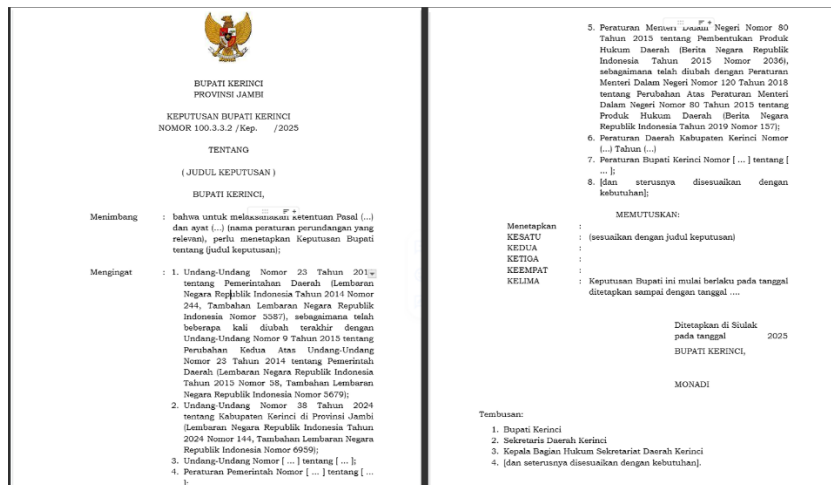 BUPATI KERINCI
PROVINSI JAMBI
KEPUTUSAN BUPATI KERINCI
NOMOR 100.3.3.2 /Kep. /2025
TENTANG
( JUDUL KEPUTUSAN )
BUPATI KERINCI,
Menimbang : bahwa untuk melaksanakan ketentuan Pasal (...)
dan ayat (...) (nama peraturan perundangan yang
relevan), perlu menetapkan Keputusan Bupati
tentang (judul keputusan);
Mengingat : 1. Undang-Undang Nomor 23 Tahun 201
tentang Pemerintahan Daerah (Lembaran
Negara Republik Indonesia Tahun 2014 Nomor
244, Tambahan Lembaran Negara Republik
Indonesia Nomor 5587), sebagaimana telah
beberapa kali diubah terakhir dengan
Undang-Undang Nomor 9 Tahun 2015 tentang
Perubahan Kedua Atas Undang-Undang
Nomor 23 Tahun 2014 tentang Pemerintah
Daerah (Lembaran Negara Republik Indonesia
Tahun 2015 Nomor 58, Tambahan Lembaran
Negara Republik Indonesia Nomor 5679);
2. Undang-Undang Nomor 38 Tahun 2024
tentang Kabupaten Kerinci di Provinsi Jambi
(Lembaran Negara Republik Indonesia Tahun
2024 Nomor 144, Tambahan Lembaran Negara
Republik Indonesia Nomor 6959);
3. Undang-Undang Nomor [ ... ] tentang [ ... ];
4. Peraturan Pemerintah Nomor [ ... ] tentang [ ...
];
5. Peraturan Menteri Dalam Negeri Nomor 80
Tahun 2015 tentang Pembentukan Produk
Hukum Daerah (Berita Negara Republik
Indonesia Tahun 2015 Nomor 2036),
sebagaimana telah diubah dengan Peraturan
Menteri Dalam Negeri Nomor 120 Tahun 2018
tentang Perubahan Atas Peraturan Menteri
Dalam Negeri Nomor 80 Tahun 2015 tentang
Produk Hukum Daerah (Berita Negara
Republik Indonesia Tahun 2019 Nomor 157);
6. Peraturan Daerah Kabupaten Kerinci Nomor
(...) Tahun (...)
7. Peraturan Bupati Kerinci Nomor [ ... ] tentang [
... ];
8. [dan sterusnya disesuaikan dengan
kebutuhan];
MEMUTUSKAN:
Menetapkan :
KESATU : (sesuaikan dengan judul keputusan)
KEDUA :
KETIGA :
KEEMPAT :
KELIMA : Keputusan Bupati ini mulai berlaku pada tanggal
ditetapkan sampai dengan tanggal ....
Ditetapkan di Siulak
pada tanggal 2025
BUPATI KERINCI,
MONADI
Tembusan:
1. Bupati Kerinci
2. Sekretaris Daerah Kerinci
3. Kepala Bagian Hukum Sekretariat Daerah Kerinci
4. [dan seterusnya disesuaikan dengan kebutuhan].